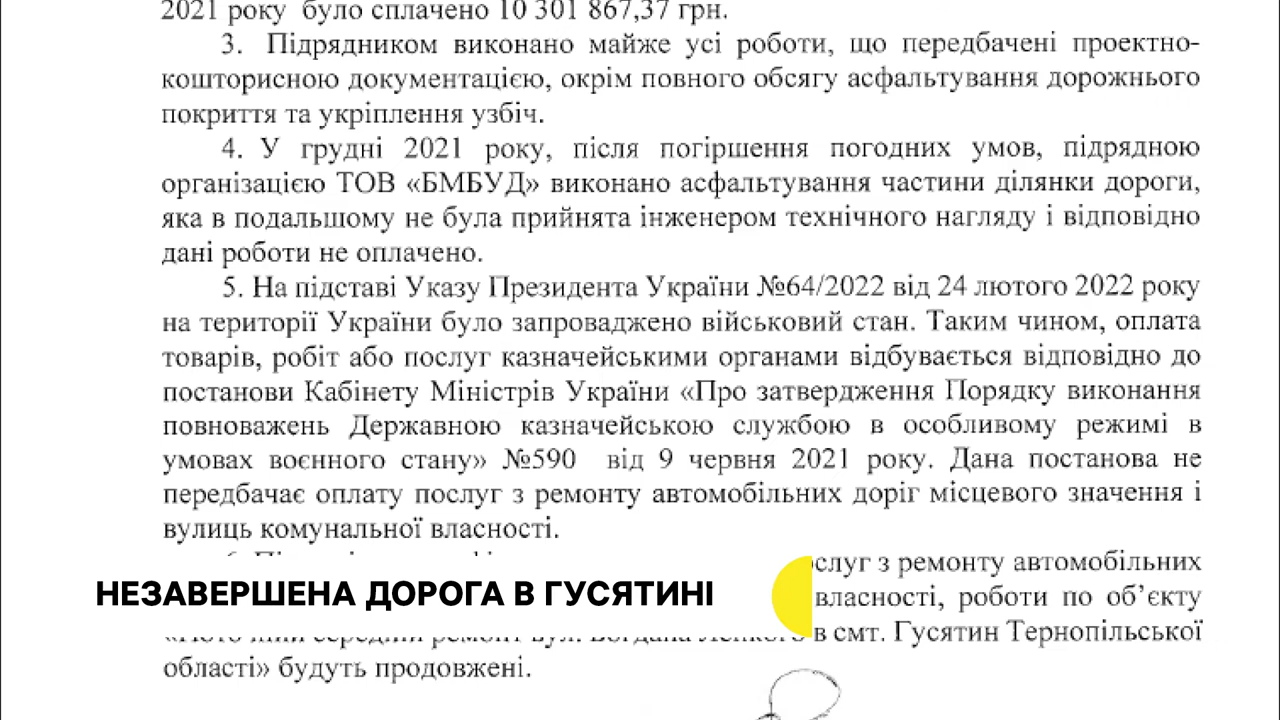 2021 року було сплачено 10 301 867,37 грн.
3. Підрядником виконано майже усі роботи, що передбачені проектно-
кошторисною документацією, окрім повного обсягу асфальтування дорожнього
покриття та укріплення узбіч.
4. У грудні 2021 року, після погіршення погодних умов, підрядною
організацією ТОВ «БМБУД» виконано асфальтування частини ділянки дороги,
яка в подальшому не була прийнята інженером технічного нагляду і відповідно
дані роботи не оплачено.
5. На підставі Указу Президента України №64/2022 від 24 лютого 2022 року
на території України було запроваджено військовий стан. Таким чином, оплата
товарів, робіт або послуг казначейськими органами відбувається відповідно до
постанови Кабінету Міністрів України «Про затвердження Порядку виконання
повноважень Державною казначейською службою в особливому режимі в
умовах воєнного стану» №590 від 9 червня 2021 року. Дана постанова не
передбачає оплату послуг з ремонту автомобільних доріг місцевого значення і
вулиць комунальної власності.
з ремонту автомобільних
НЕЗАВЕРШЕНА ДОРОГА В ГУСЯТИНІ
власності, роботи по об’єкту
середній ремонт вул. Богдана Лепкого в смт. Гусятин Тернопільської
області» будуть продовжені.